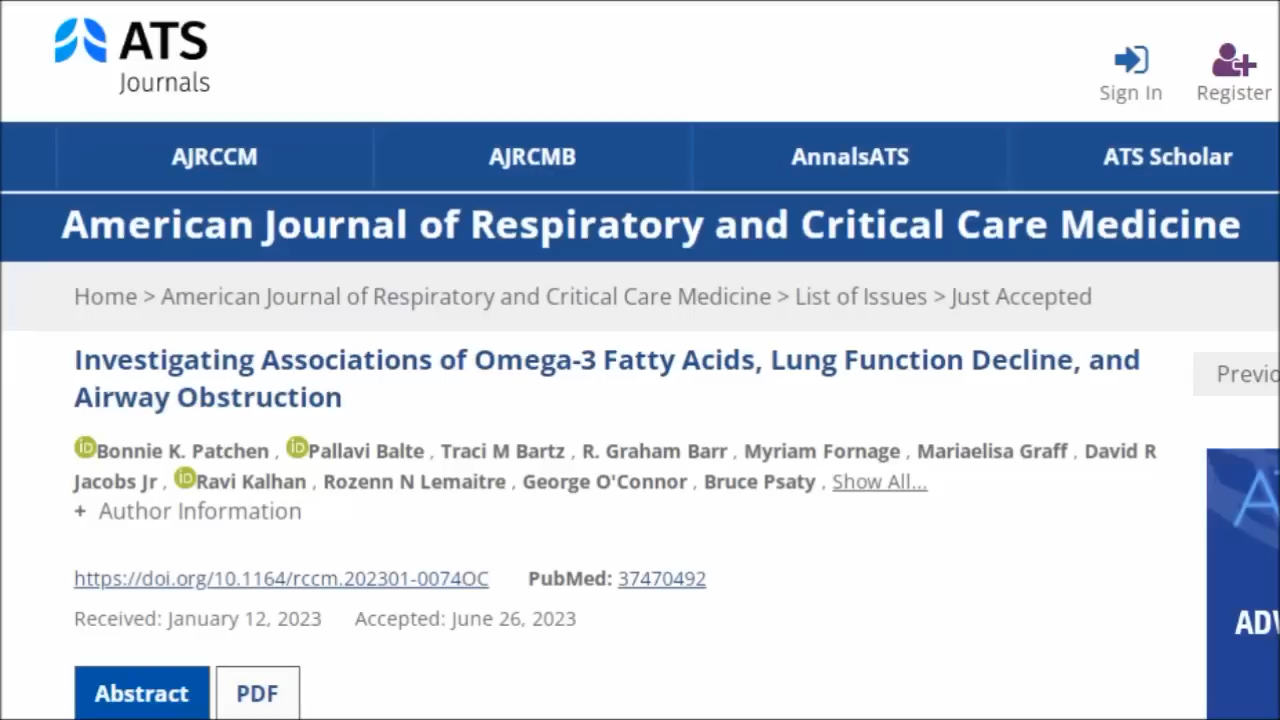 ATS
Journals
Sign In
Register
AJRCCM
AJRCMB
AnnalsATS
ATS Scholar
American Journal of Respiratory and Critical Care Medicine
Home > American Journal of Respiratory and Critical Care Medicine > List of Issues > Just Accepted
Investigating Associations of Omega-3 Fatty Acids, Lung Function Decline, and
Airway Obstruction
Previo
iD Bonnie K. Patchen , iD Pallavi Balte , Traci M Bartz , R. Graham Barr , Myriam Fornage , Mariaelisa Graff , David R
Jacobs Jr , iD Ravi Kalhan , Rozenn N Lemaitre , George O'Connor , Bruce Psaty , Show All...
+ Author Information
https://doi.org/10.1164/rccm.202301-0074OC PubMed: 37470492
Received: January 12, 2023 Accepted: June 26, 2023
Abstract
PDF
A
ADV